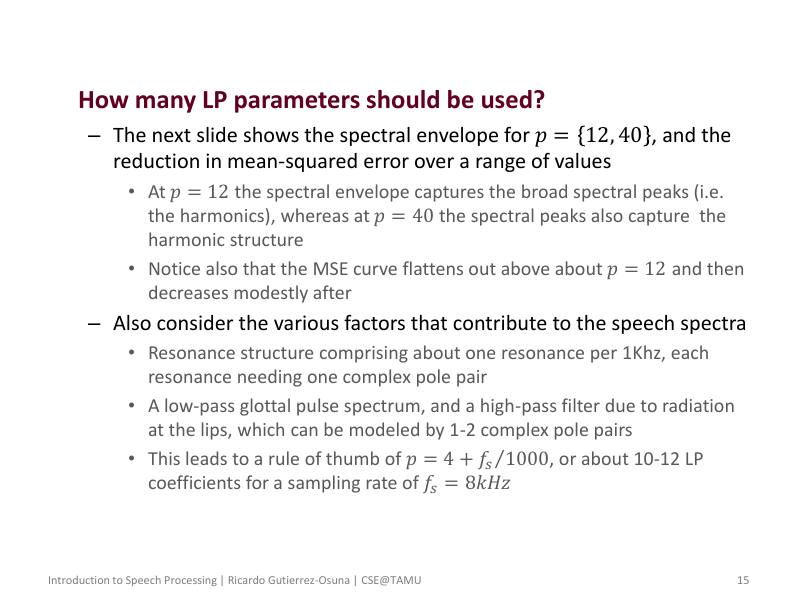 How many LP parameters should be used?
– The next slide shows the spectral envelope for p = {12, 40}, and the
reduction in mean-squared error over a range of values
• At p = 12 the spectral envelope captures the broad spectral peaks (i.e.
the harmonics), whereas at p = 40 the spectral peaks also capture the
harmonic structure
• Notice also that the MSE curve flattens out above about p = 12 and then
decreases modestly after
– Also consider the various factors that contribute to the speech spectra
• Resonance structure comprising about one resonance per 1Khz, each
resonance needing one complex pole pair
• A low-pass glottal pulse spectrum, and a high-pass filter due to radiation
at the lips, which can be modeled by 1-2 complex pole pairs
• This leads to a rule of thumb of p = 4 + fₛ/1000, or about 10-12 LP
coefficients for a sampling rate of fₛ = 8kHz
Introduction to Speech Processing | Ricardo Gutierrez-Osuna | CSE@TAMU 15